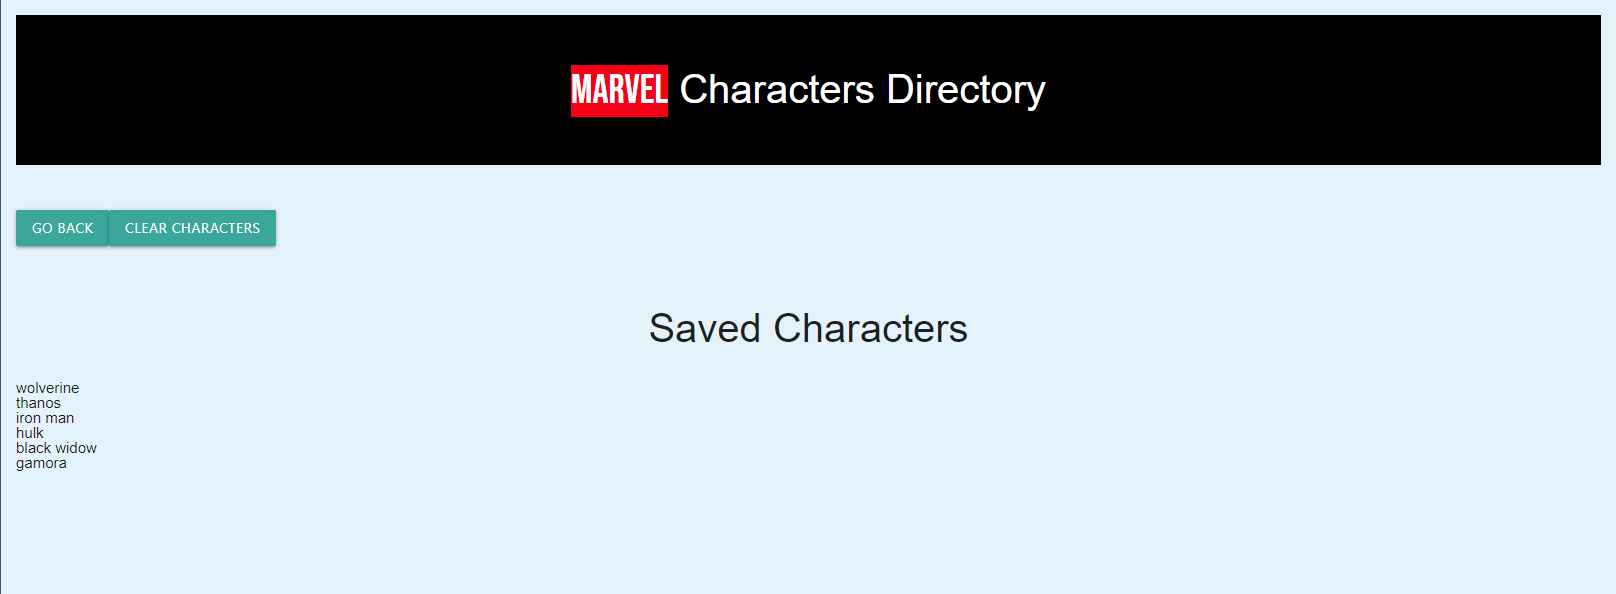 MARVEL Characters Directory
GO BACK CLEAR CHARACTERS
Saved Characters
wolverine
thanos
iron man
hulk
black widow
gamora